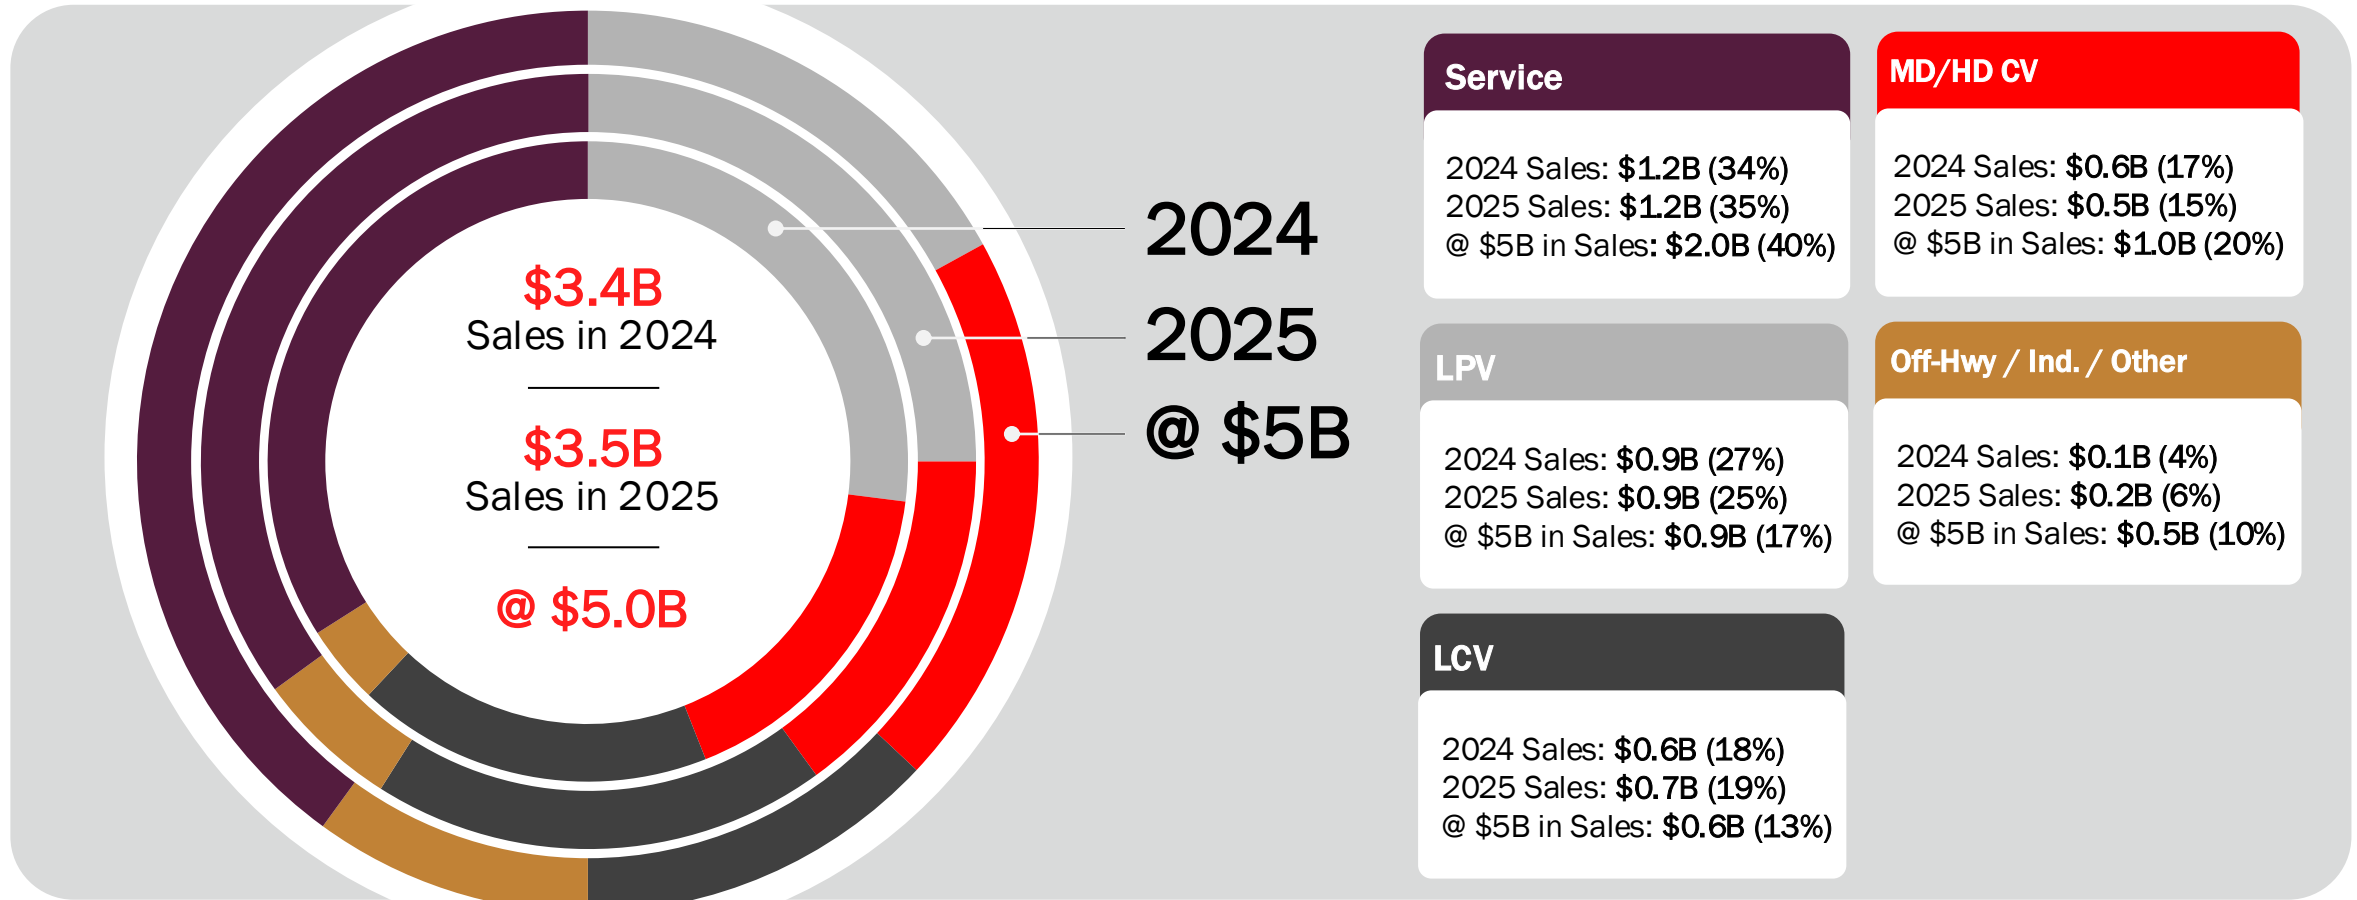 $3.4B
Sales in 2024
$3.5B
Sales in 2025
@ $5.0B
2024
2025
@ $5B
Service
2024 Sales: $1.2B (34%)
2025 Sales: $1.2B (35%)
@ $5B in Sales: $2.0B (40%)
MD/HD CV
2024 Sales: $0.6B (17%)
2025 Sales: $0.5B (15%)
@ $5B in Sales: $1.0B (20%)
LPV
2024 Sales: $0.9B (27%)
2025 Sales: $0.9B (25%)
@ $5B in Sales: $0.9B (17%)
Off-Hwy / Ind. / Other
2024 Sales: $0.1B (4%)
2025 Sales: $0.2B (6%)
@ $5B in Sales: $0.5B (10%)
LCV
2024 Sales: $0.6B (18%)
2025 Sales: $0.7B (19%)
@ $5B in Sales: $0.6B (13%)